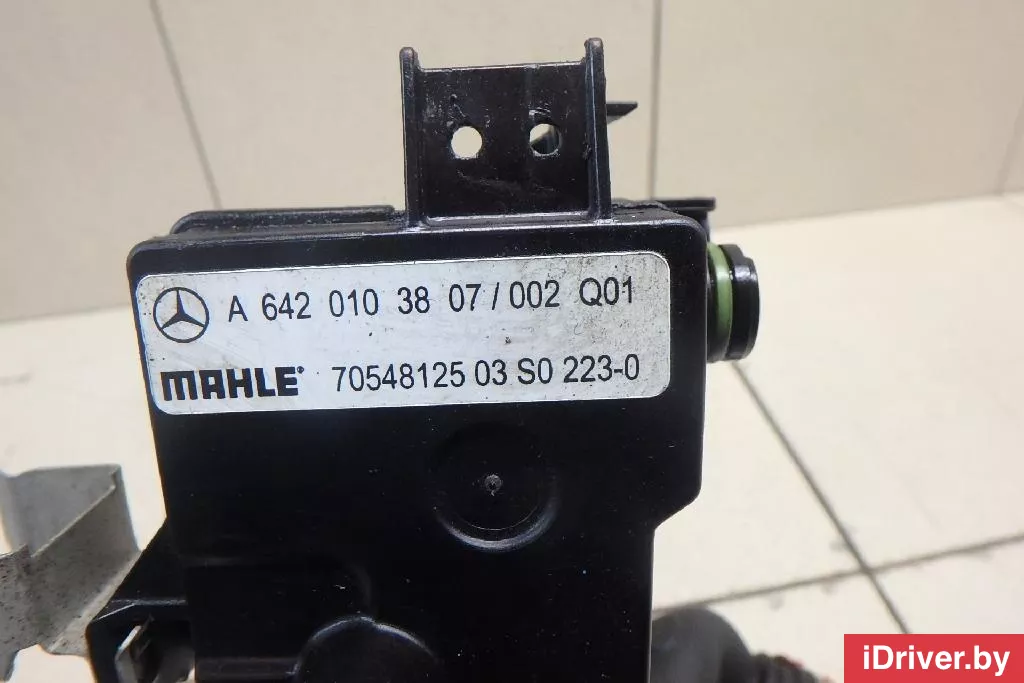 A 642 010 38 07/002 Q01
MAHLE® 70548125 03 S0 223-0
iDriver.by